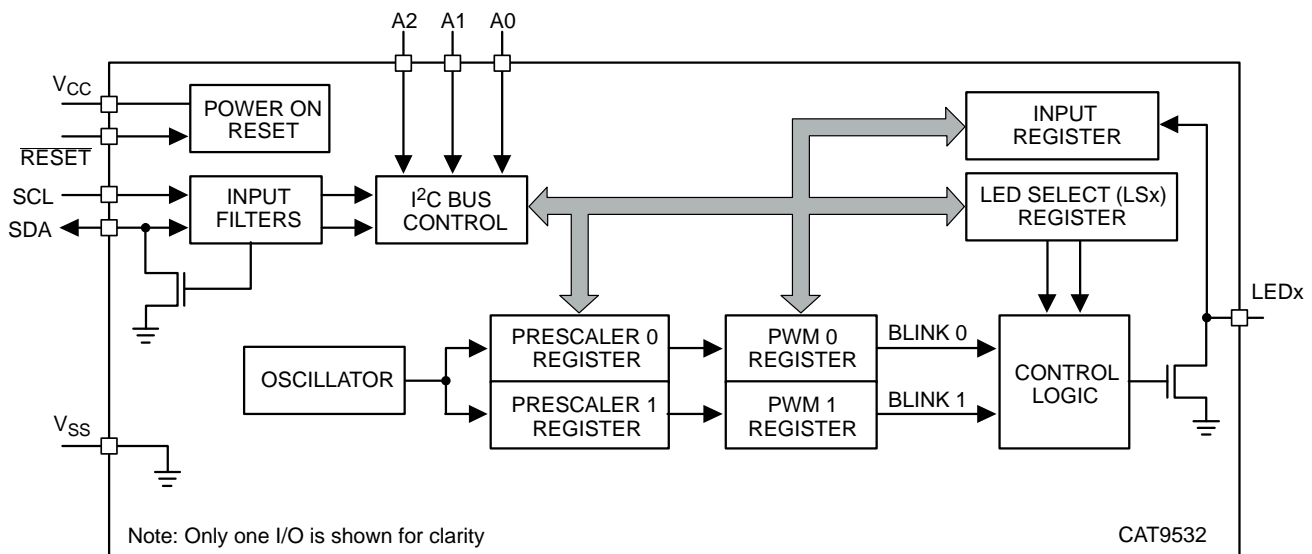 A2 A1 A0
VCC
POWER ON
RESET
RESET
SCL
SDA
INPUT
FILTERS
I2C BUS
CONTROL
INPUT
REGISTER
LED SELECT (LSx)
REGISTER
LEDx
OSCILLATOR
PRESCALER 0
REGISTER
PRESCALER 1
REGISTER
PWM 0
REGISTER
PWM 1
REGISTER
BLINK 0
BLINK 1
CONTROL
LOGIC
VSS
Note: Only one I/O is shown for clarity
CAT9532